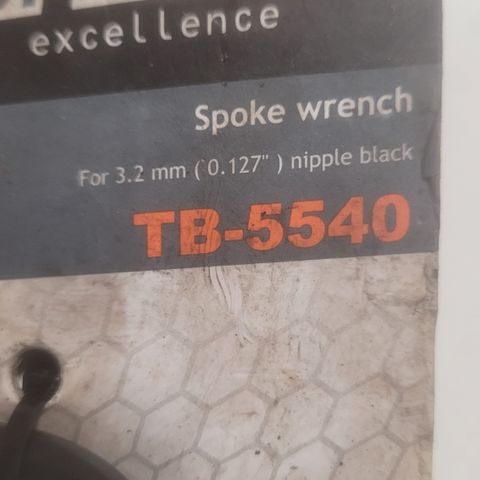 excellence
Spoke wrench
For 3.2 mm ( 0.127" ) nipple black
TB-5540